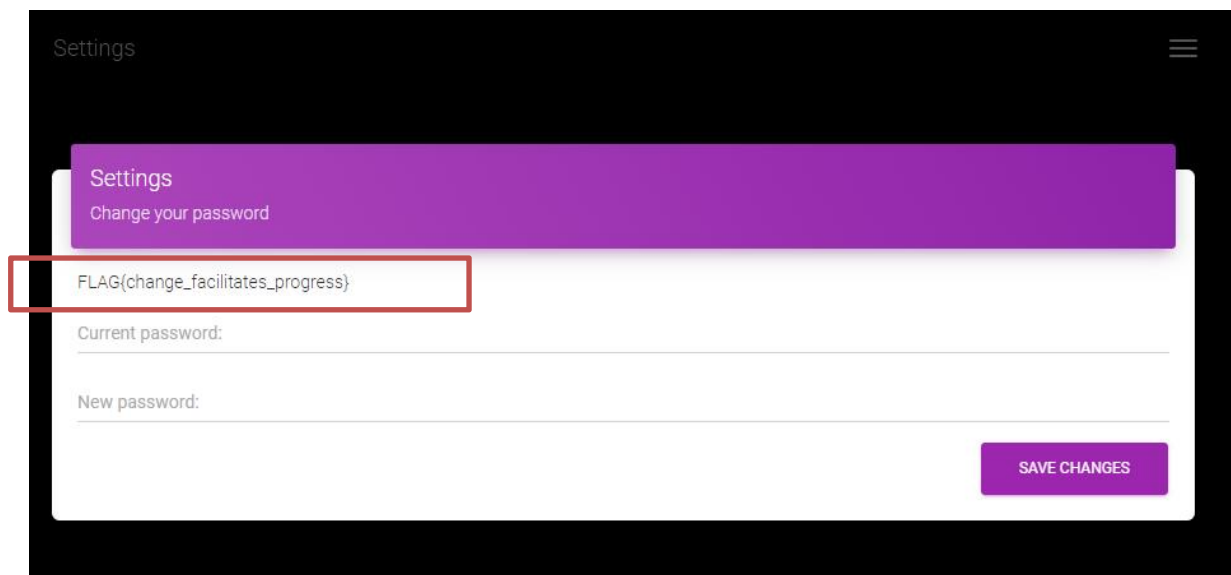 Settings
Settings
Change your password
FLAG{change_facilitates_progress}
Current password:
New password:
SAVE CHANGES